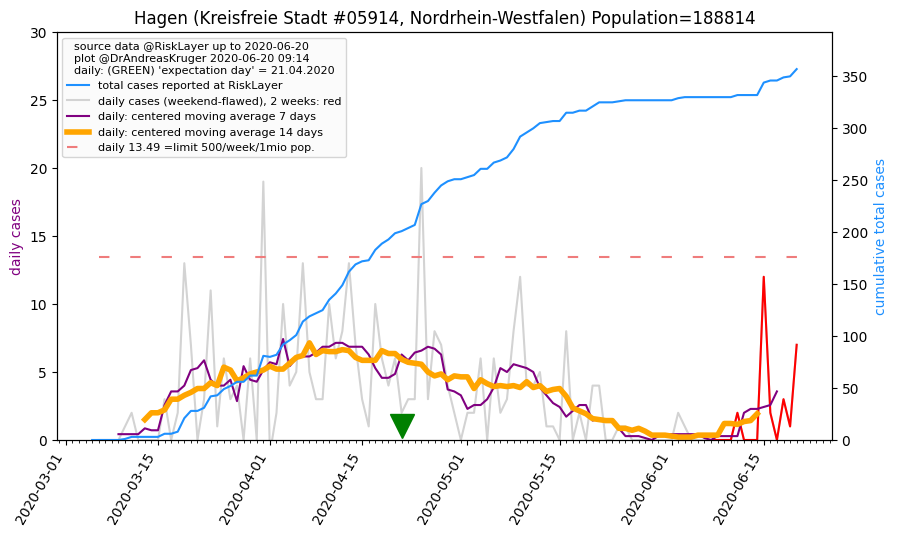 Hagen (Kreisfreie Stadt #05914, Nordrhein-Westfalen) Population=188814
source data @RiskLayer up to 2020-06-20
plot @DrAndreasKruger 2020-06-20 09:14
daily: (GREEN) 'expectation day' = 21.04.2020
total cases reported at RiskLayer
daily cases (weekend-flawed), 2 weeks: red
daily: centered moving average 7 days
daily: centered moving average 14 days
daily 13.49 =limit 500/week/1mio pop.
daily cases
30
25
20
15
10
5
0
cumulative total cases
350
300
250
200
150
100
50
0
2020-03-01
2020-03-15
2020-04-01
2020-04-15
2020-05-01
2020-05-15
2020-06-01
2020-06-15